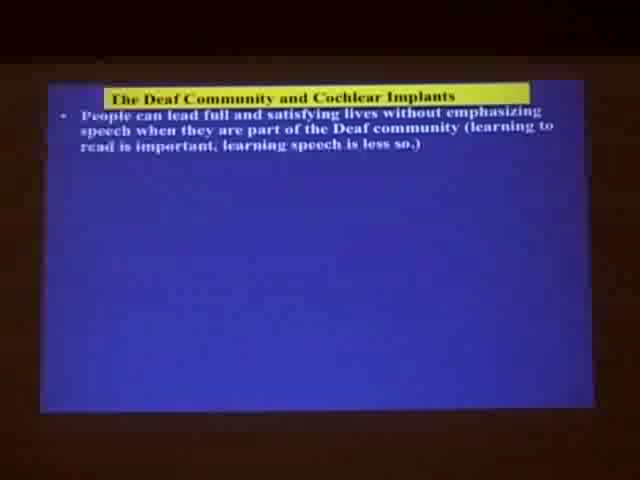 The Deaf Community and Cochlear Implants
• People can lead full and satisfying lives without emphasizing
speech when they are part of the Deaf community (learning to
read is important, learning speech is less so.)